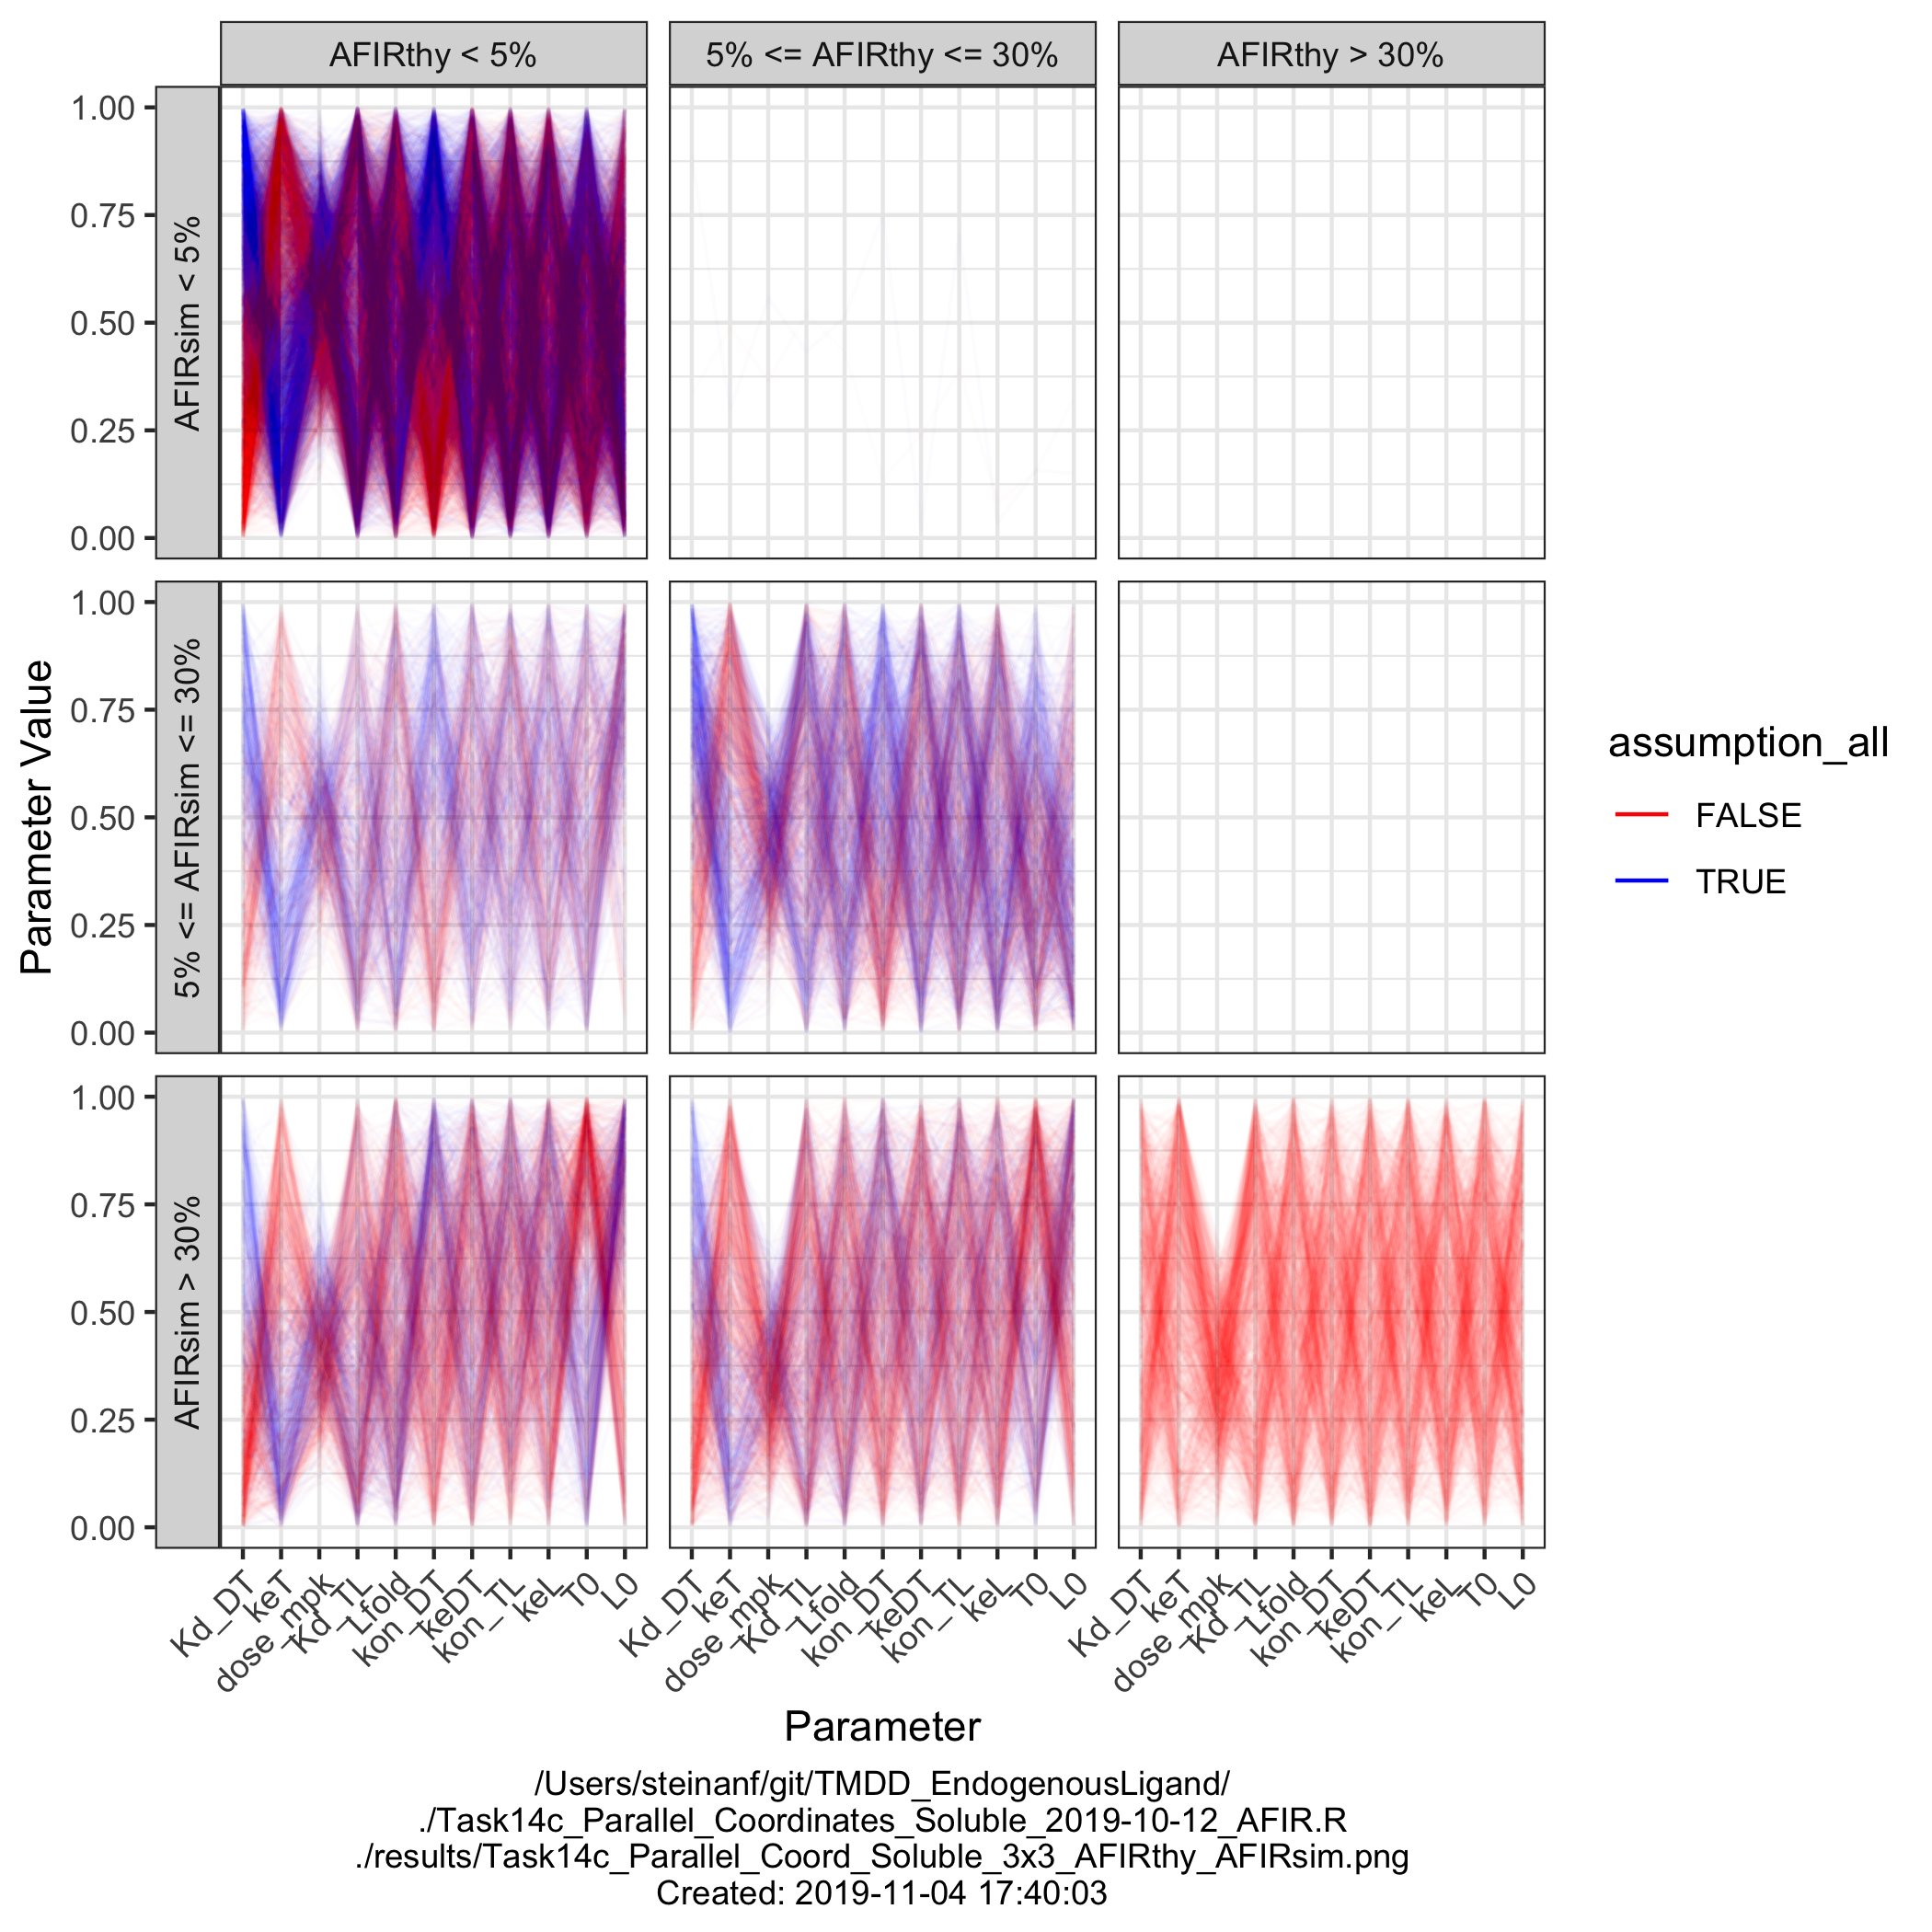 AFIRthy < 5%
5% <= AFIRthy <= 30%
AFIRthy > 30%
AFIRsim < 5%
1.00
0.75
0.50
0.25
0.00
5% <= AFIRsim <= 30%
1.00
0.75
0.50
0.25
0.00
AFIRsim > 30%
1.00
0.75
0.50
0.25
0.00
Parameter Value
Kd_DT
keT
dose_mpk
Kd_TL
Lfold
kon_DT
keDT
kon_TL
keL
T0
L0
Kd_DT
keT
dose_mpk
Kd_TL
Lfold
kon_DT
keDT
kon_TL
keL
T0
L0
Kd_DT
keT
dose_mpk
Kd_TL
Lfold
kon_DT
keDT
kon_TL
keL
T0
L0
Parameter
assumption_all
FALSE
TRUE
/Users/steinanf/git/TMDD_EndogenousLigand/
./Task14c_Parallel_Coordinates_Soluble_2019-10-12_AFIR.R
./results/Task14c_Parallel_Coord_Soluble_3x3_AFIRthy_AFIRsim.png
Created: 2019-11-04 17:40:03